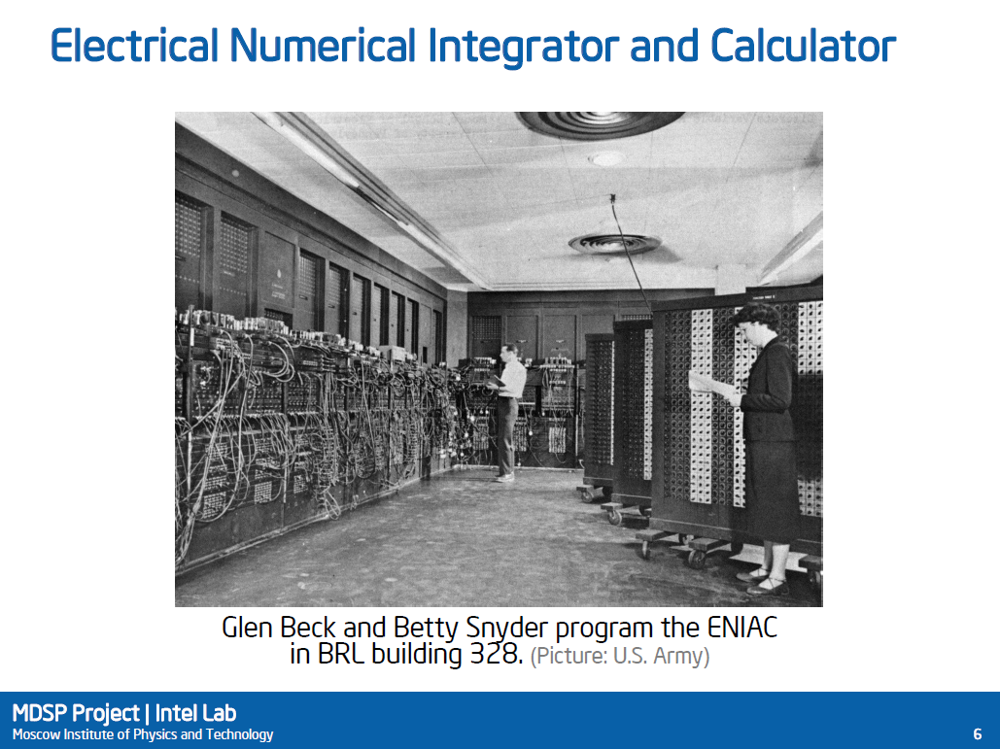 Electrical Numerical Integrator and Calculator
Glen Beck and Betty Snyder program the ENIAC
in BRL building 328. (Picture: U.S. Army)
MDSP Project | Intel Lab
Moscow Institute of Physics and Technology
6